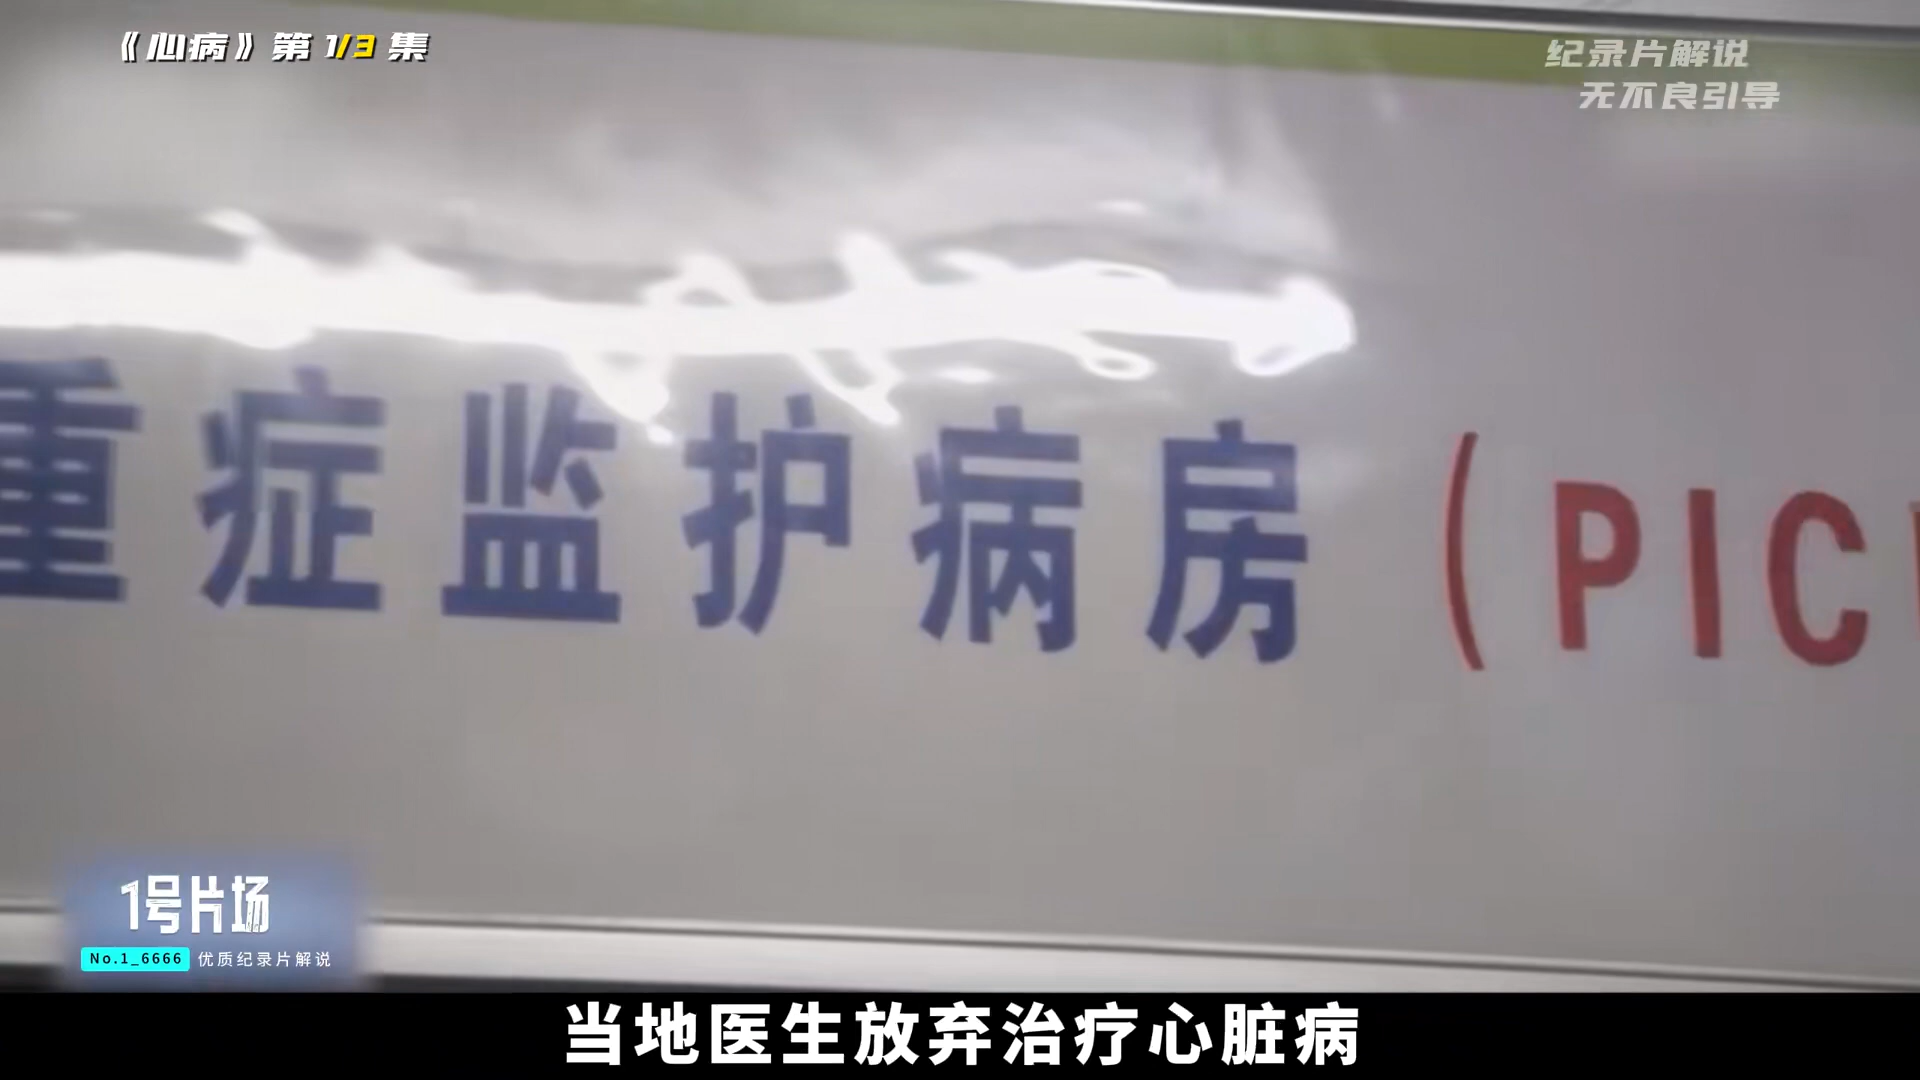 《心病》第1/3集
纪录片解说
无不良引导
重症监护病房(PIC
1号片场
No.1_6666 优质纪录片解说
当地医生放弃治疗心脏病